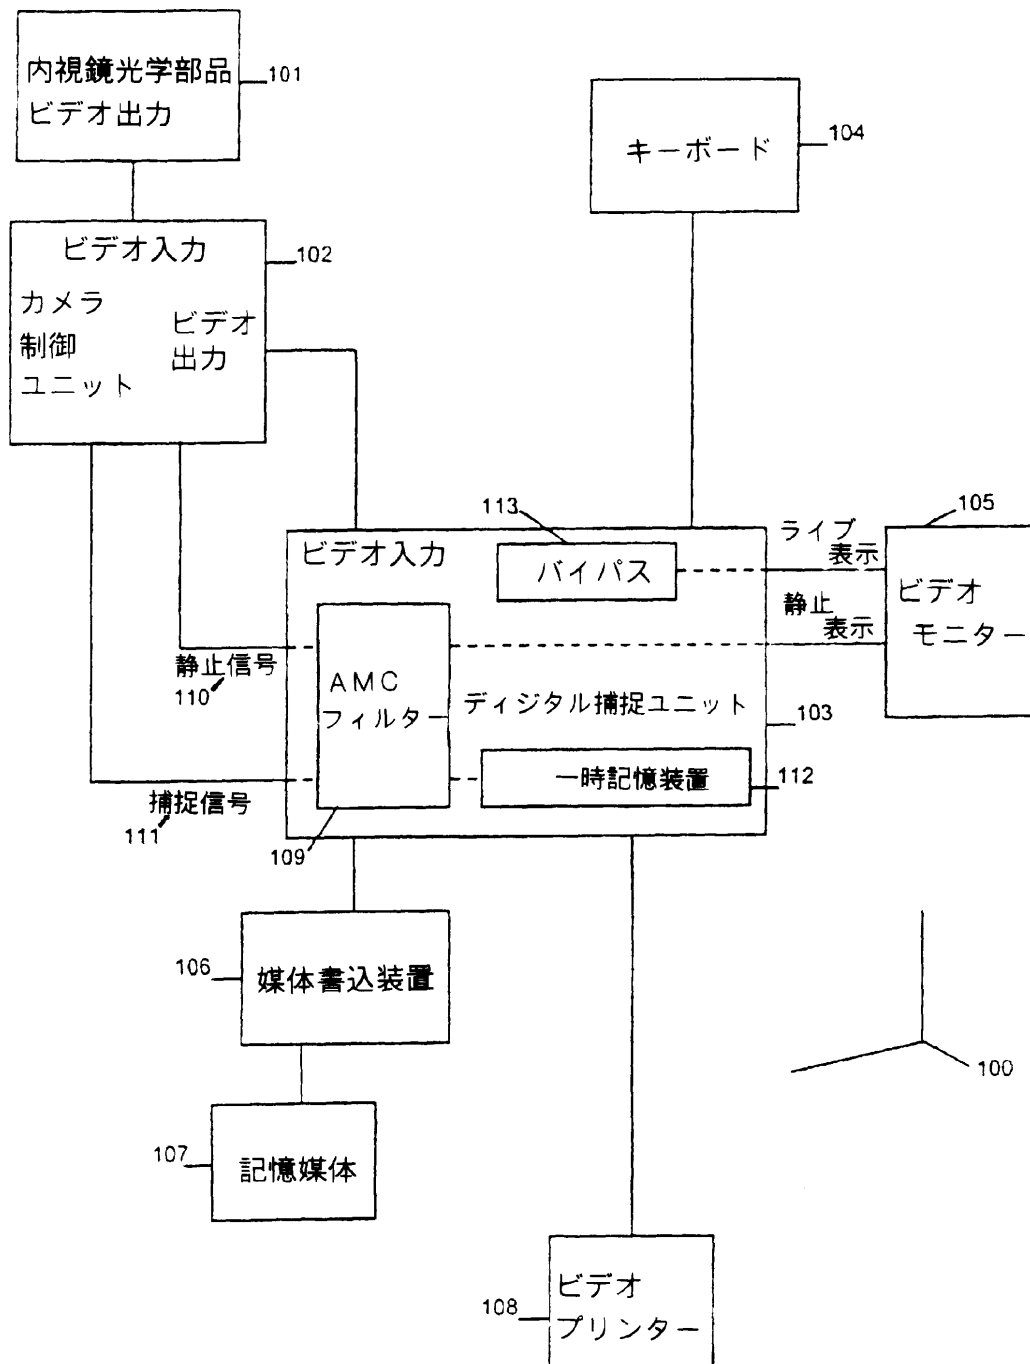 内視鏡光学部品
ビデオ出力
101
キーボード
104
ビデオ入力
102
カメラ
制御
ユニット
ビデオ
出力
113
105
ビデオ入力
バイパス
ライブ
表示
静止
表示
ビデオ
モニター
静止信号
110
AMC
フィルター
ディジタル捕捉ユニット
103
一時記憶装置
112
捕捉信号
111
109
106
媒体書込装置
100
107
記憶媒体
108
ビデオ
プリンター